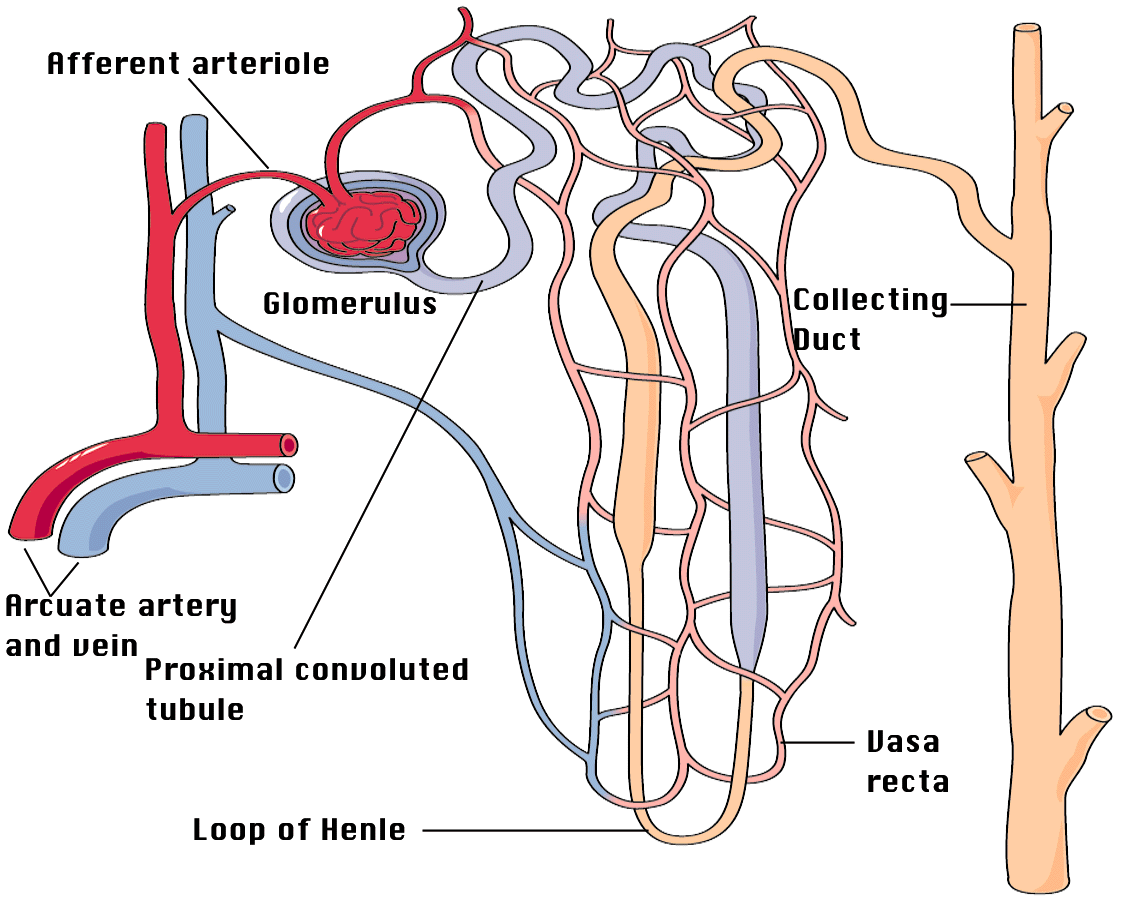 Afferent arteriole
Glomerulus
Collecting
Duct
Arcuate artery
and vein
Proximal convoluted
tubule
Vasa
recta
Loop of Henle